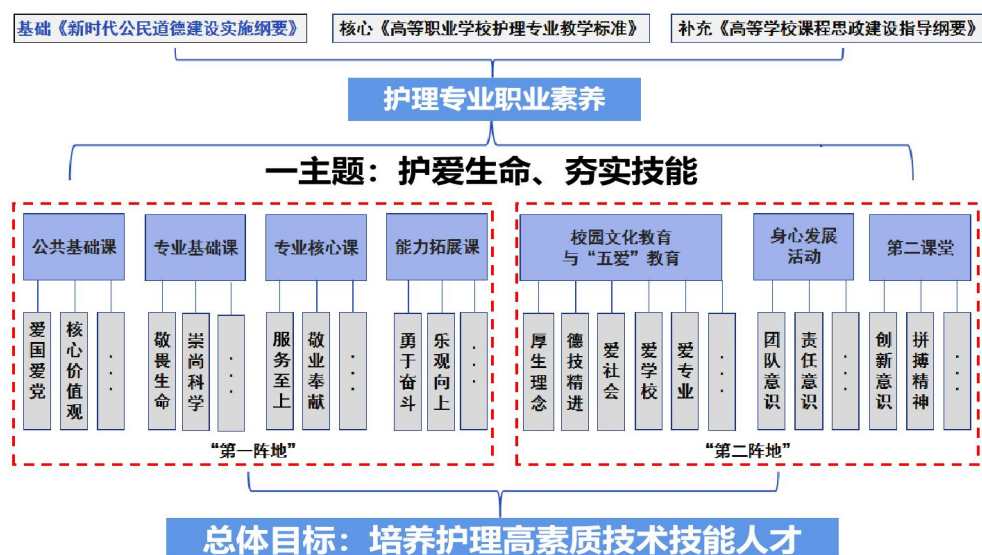 基础《新时代公民道德建设实施纲要》
核心《高等职业学校护理专业教学标准》
补充《高等学校课程思政建设指导纲要》
护理专业职业素养
一主题：护爱生命、夯实技能
公共基础课
专业基础课
专业核心课
能力拓展课
校园文化教育
与“五爱”教育
身心发展
活动
第二课堂
爱国爱党
核心价值观
...
敬畏生命
崇尚科学
...
服务至上
敬业奉献
...
勇于奋斗
乐观向上
...
厚生理念
德技精进
爱社会
爱学校
爱专业
...
团队意识
责任意识
...
创新意识
拼搏精神
...
“第一阵地”
“第二阵地”
总体目标：培养护理高素质技术技能人才